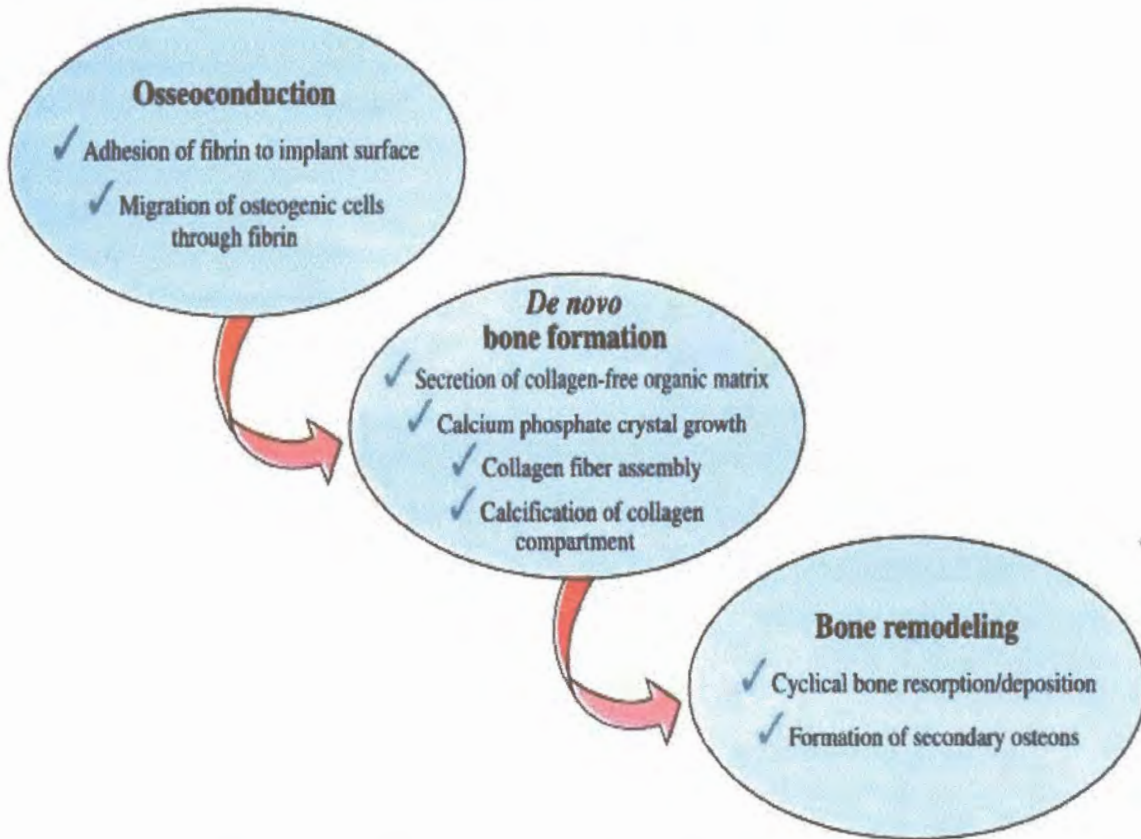 Osseoconduction
✓ Adhesion of fibrin to implant surface
✓ Migration of osteogenic cells
through fibrin
De novo
bone formation
✓ Secretion of collagen-free organic matrix
✓ Calcium phosphate crystal growth
✓ Collagen fiber assembly
✓ Calcification of collagen
compartment
Bone remodeling
✓ Cyclical bone resorption/deposition
✓ Formation of secondary osteons